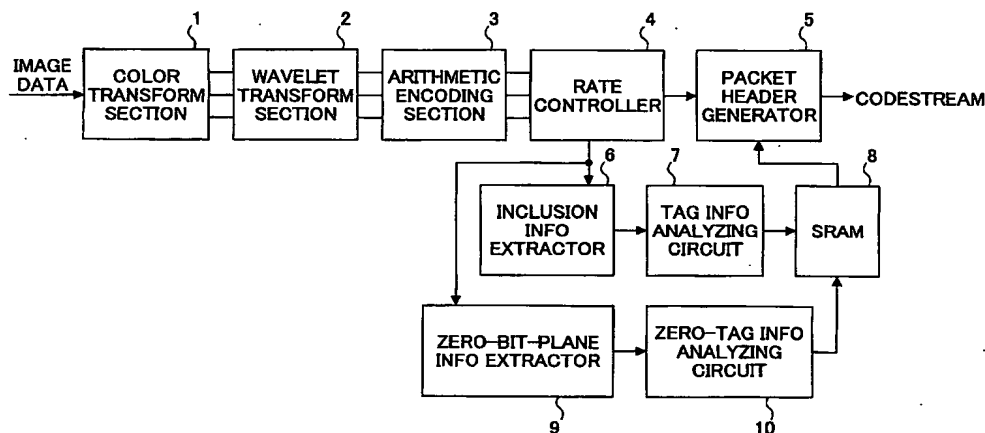 1
2
3
4
5
IMAGE
DATA
COLOR
TRANSFORM
SECTION
WAVELET
TRANSFORM
SECTION
ARITHMETIC
ENCODING
SECTION
RATE
CONTROLLER
PACKET
HEADER
GENERATOR
CODESTREAM
6
7
8
INCLUSION
INFO
EXTRACTOR
TAG INFO
ANALYZING
CIRCUIT
SRAM
ZERO-BIT-PLANE
INFO EXTRACTOR
ZERO-TAG INFO
ANALYZING
CIRCUIT
9
10